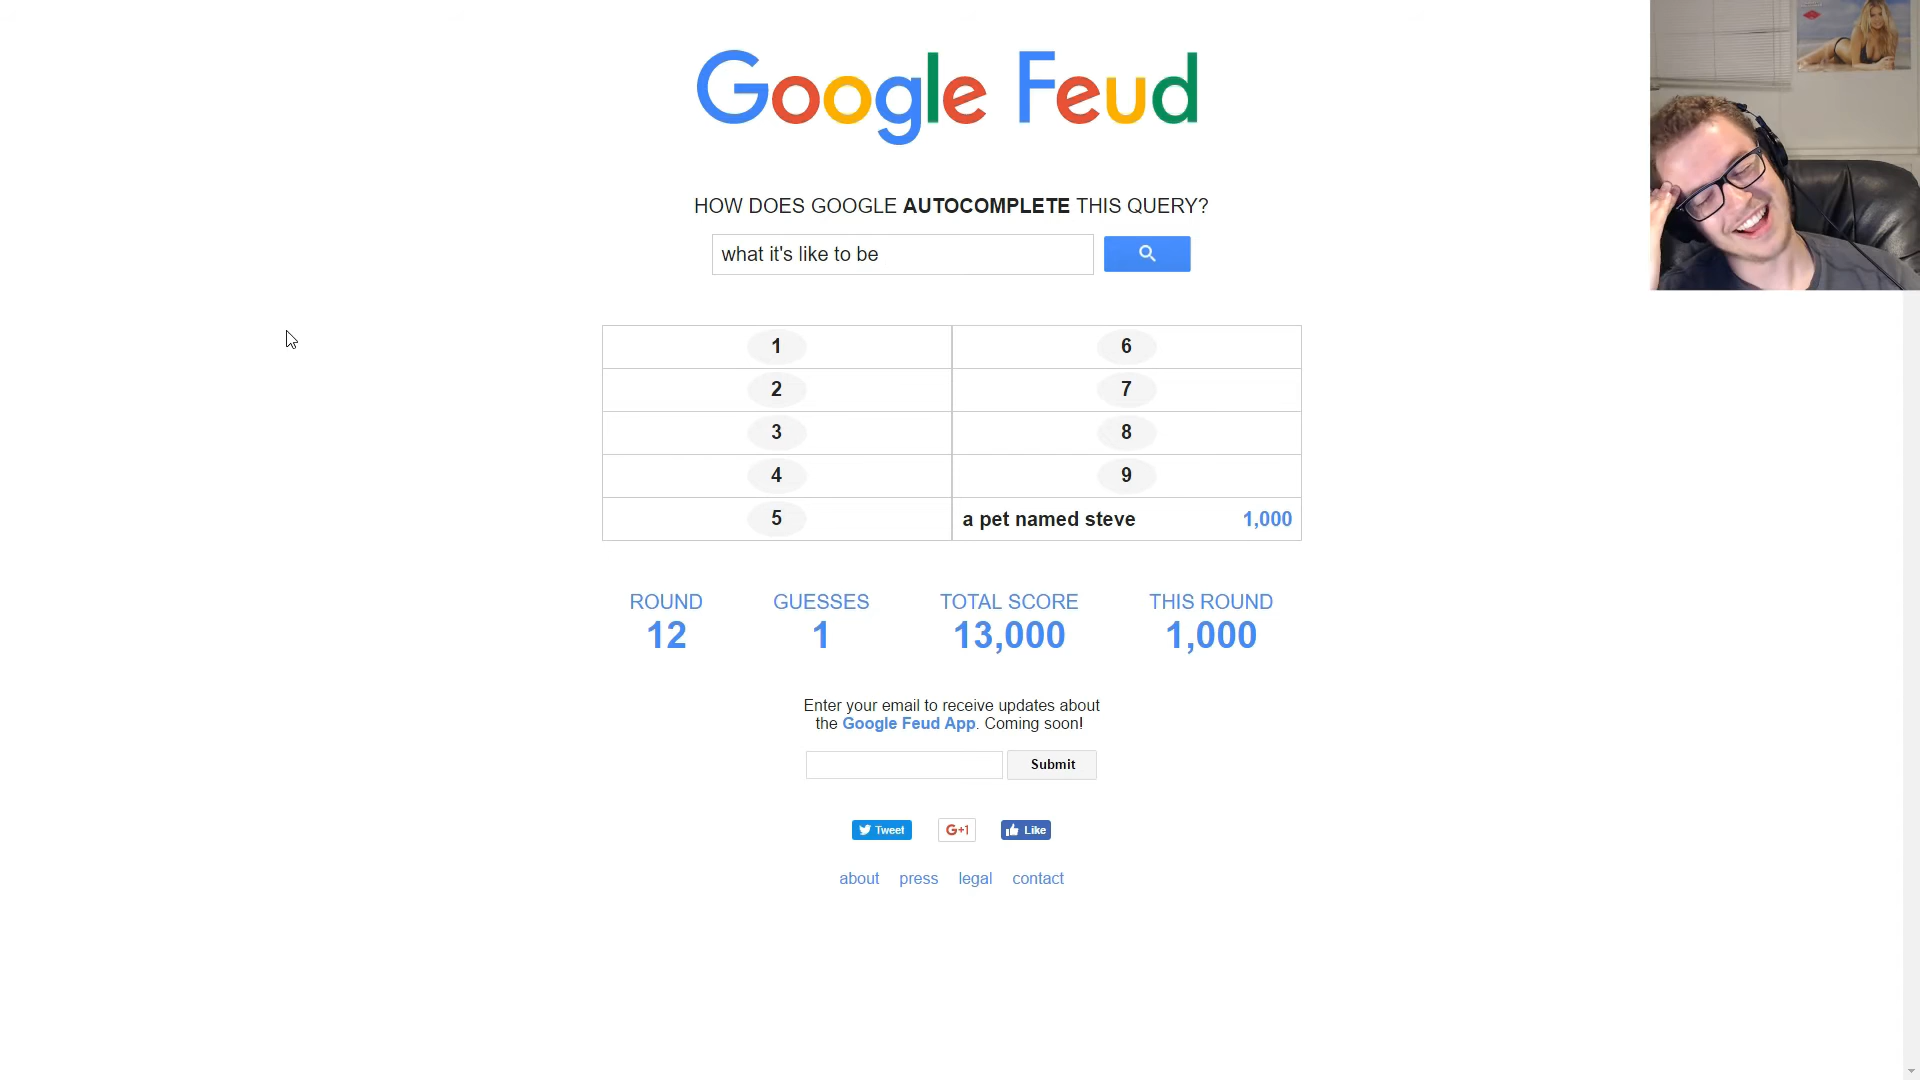 Google Feud
HOW DOES GOOGLE AUTOCOMPLETE THIS QUERY?
what it's like to be
1
6
2
7
3
8
4
9
5
a pet named steve 1,000
ROUND GUESSES TOTAL SCORE THIS ROUND
12 1 13,000 1,000
Enter your email to receive updates about
the Google Feud App. Coming soon!
Submit
Tweet G+1 Like
about press legal contact